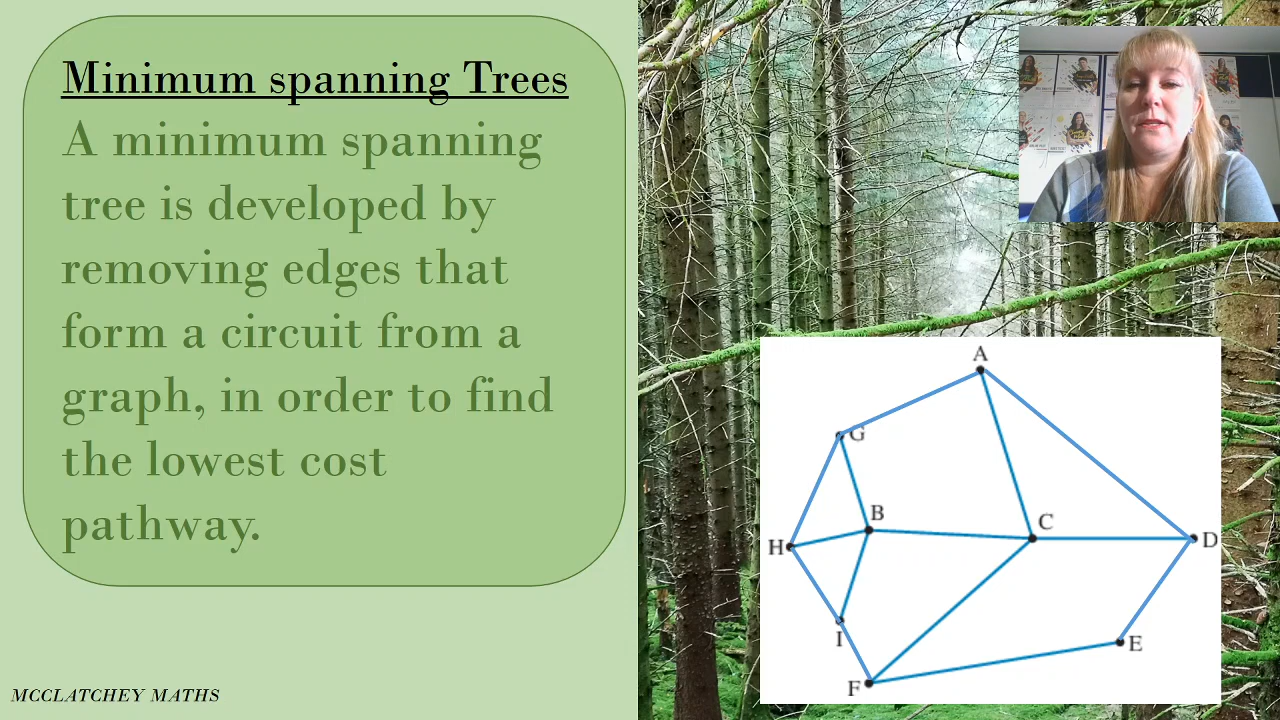 Minimum spanning Trees
A minimum spanning
tree is developed by
removing edges that
form a circuit from a
graph, in order to find
the lowest cost
pathway.
A
G
B
C
H
D
I
E
F
MCCLATCHEY MATHS